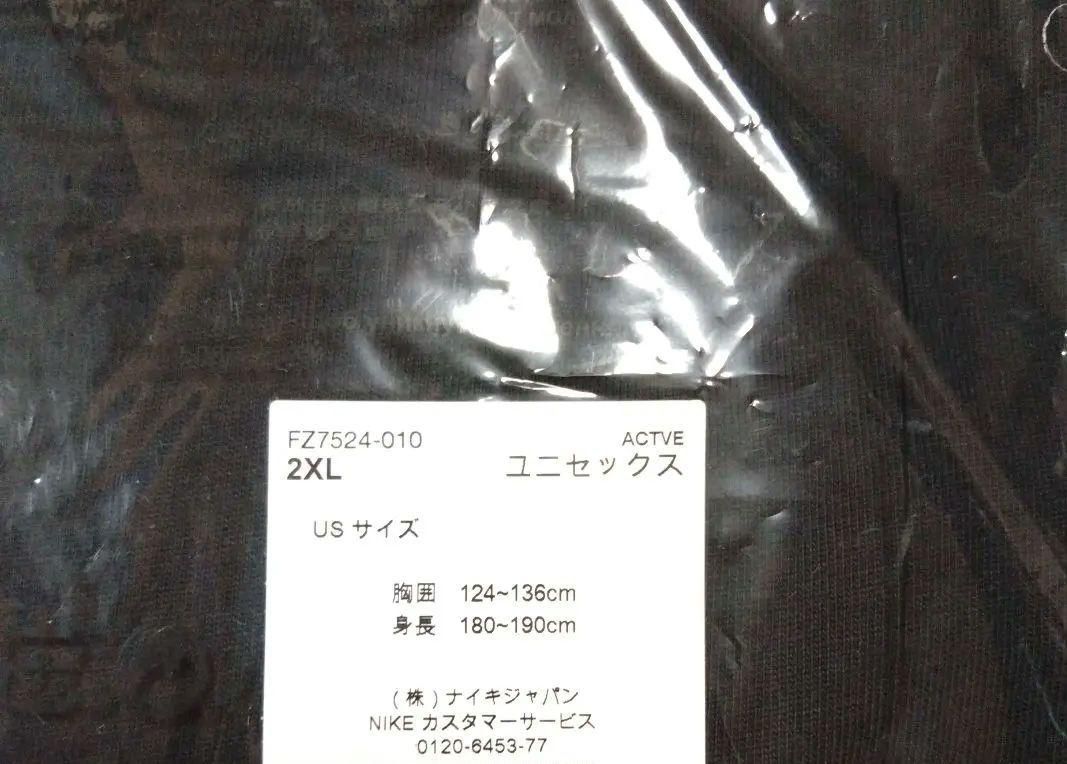 FZ7524-010
ACTVE
2XL
ユニセックス
US サイズ
胸囲 124~136cm
身長 180~190cm
(株)ナイキジャパン
NIKE カスタマーサービス
0120-6453-77